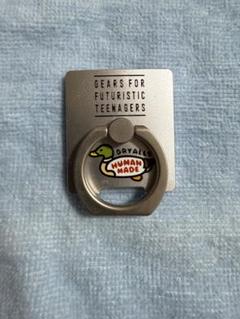 GEARS FOR
FUTURISTIC
TEENAGERS
DRY ALLS
HUMAN
MADE